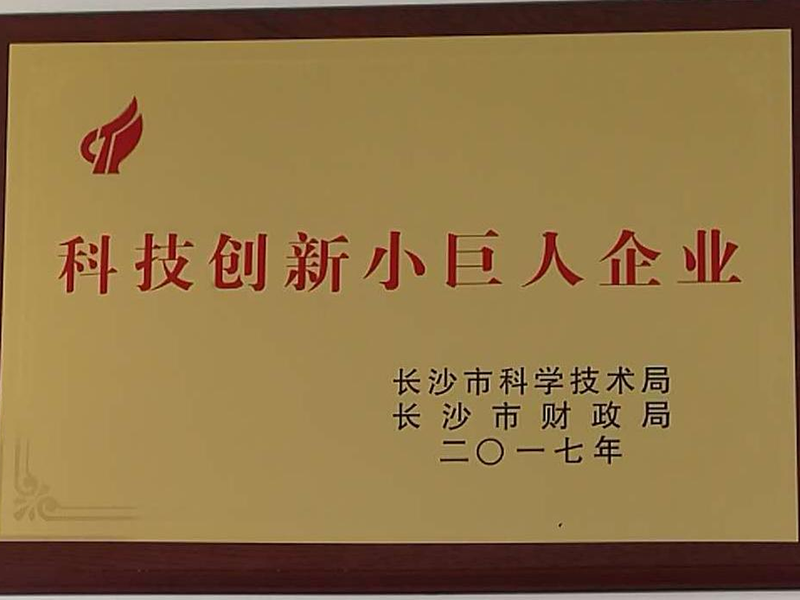 科技创新小巨人企业
长沙市科学技术局
长沙市财政局
二〇一七年